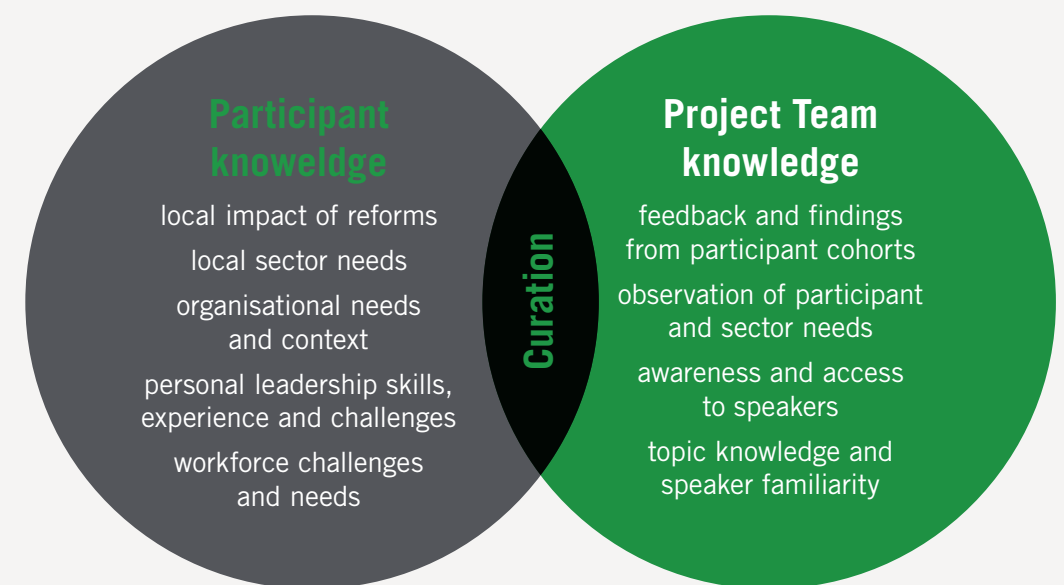 Participant
knoweldge
local impact of reforms
local sector needs
organisational needs
and context
personal leadership skills,
experience and challenges
workforce challenges
and needs
Curation
Project Team
knowledge
feedback and findings
from participant cohorts
observation of participant
and sector needs
awareness and access
to speakers
topic knowledge and
speaker familiarity